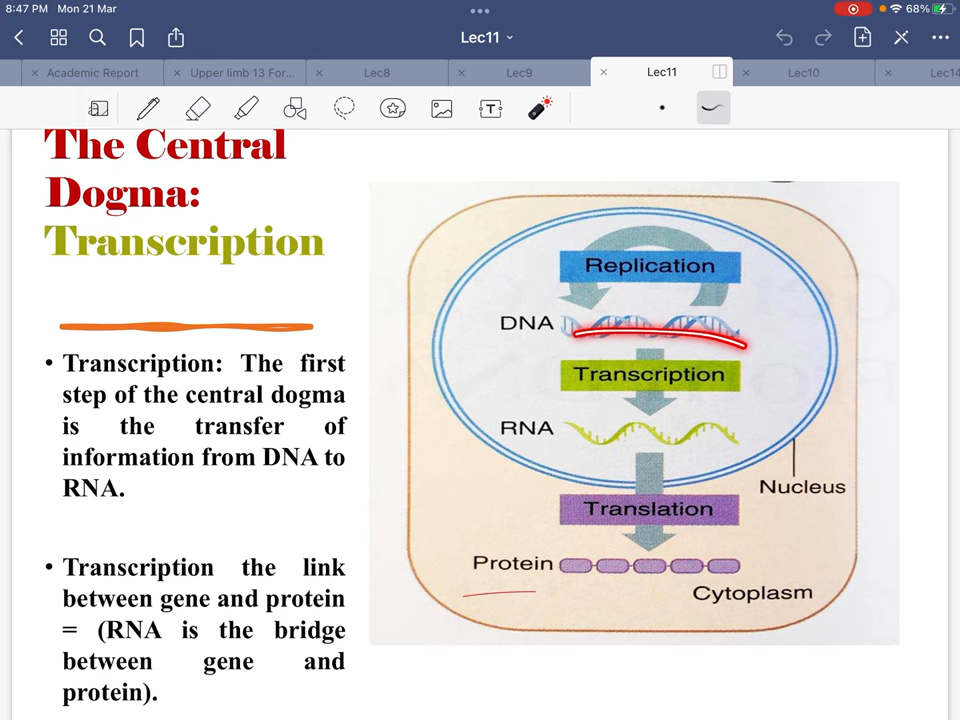 8:47 PM Mon 21 Mar
68%
Lec11
Academic Report
Upper limb 13 For...
Lec8
Lec9
Lec11
Lec10
Lec14
The Central
Dogma:
Transcription
• Transcription: The first
step of the central dogma
is the transfer of
information from DNA to
RNA.
• Transcription the link
between gene and protein
= (RNA is the bridge
between gene and
protein).
Replication
DNA
Transcription
RNA
Nucleus
Translation
Protein
Cytoplasm